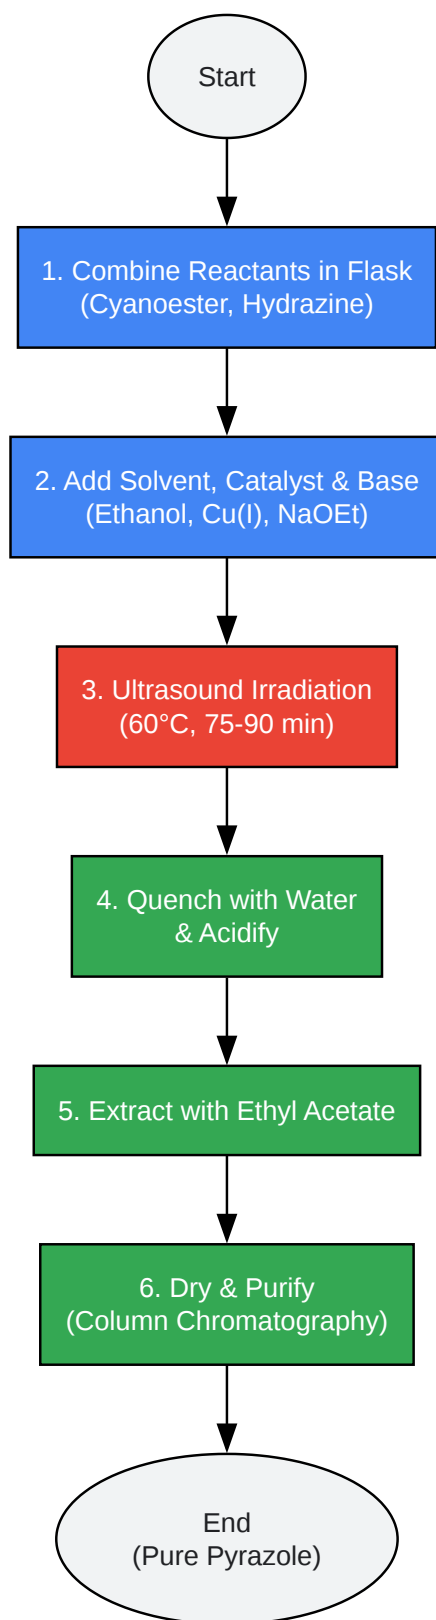 Start
1. Combine Reactants in Flask
(Cyanoester, Hydrazine)
2. Add Solvent, Catalyst & Base
(Ethanol, Cu(I), NaOEt)
3. Ultrasound Irradiation
(60°C, 75-90 min)
4. Quench with Water
& Acidify
5. Extract with Ethyl Acetate
6. Dry & Purify
(Column Chromatography)
End
(Pure Pyrazole)